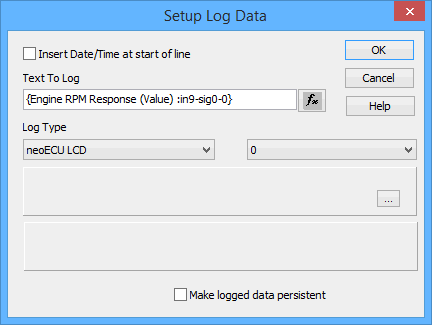 Setup Log Data
Insert Date/Time at start of line
OK
Text To Log
Cancel
{Engine RPM Response (Value) :in9-sig0-0}
fx
Help
Log Type
neoECU LCD
0
...
Make logged data persistent